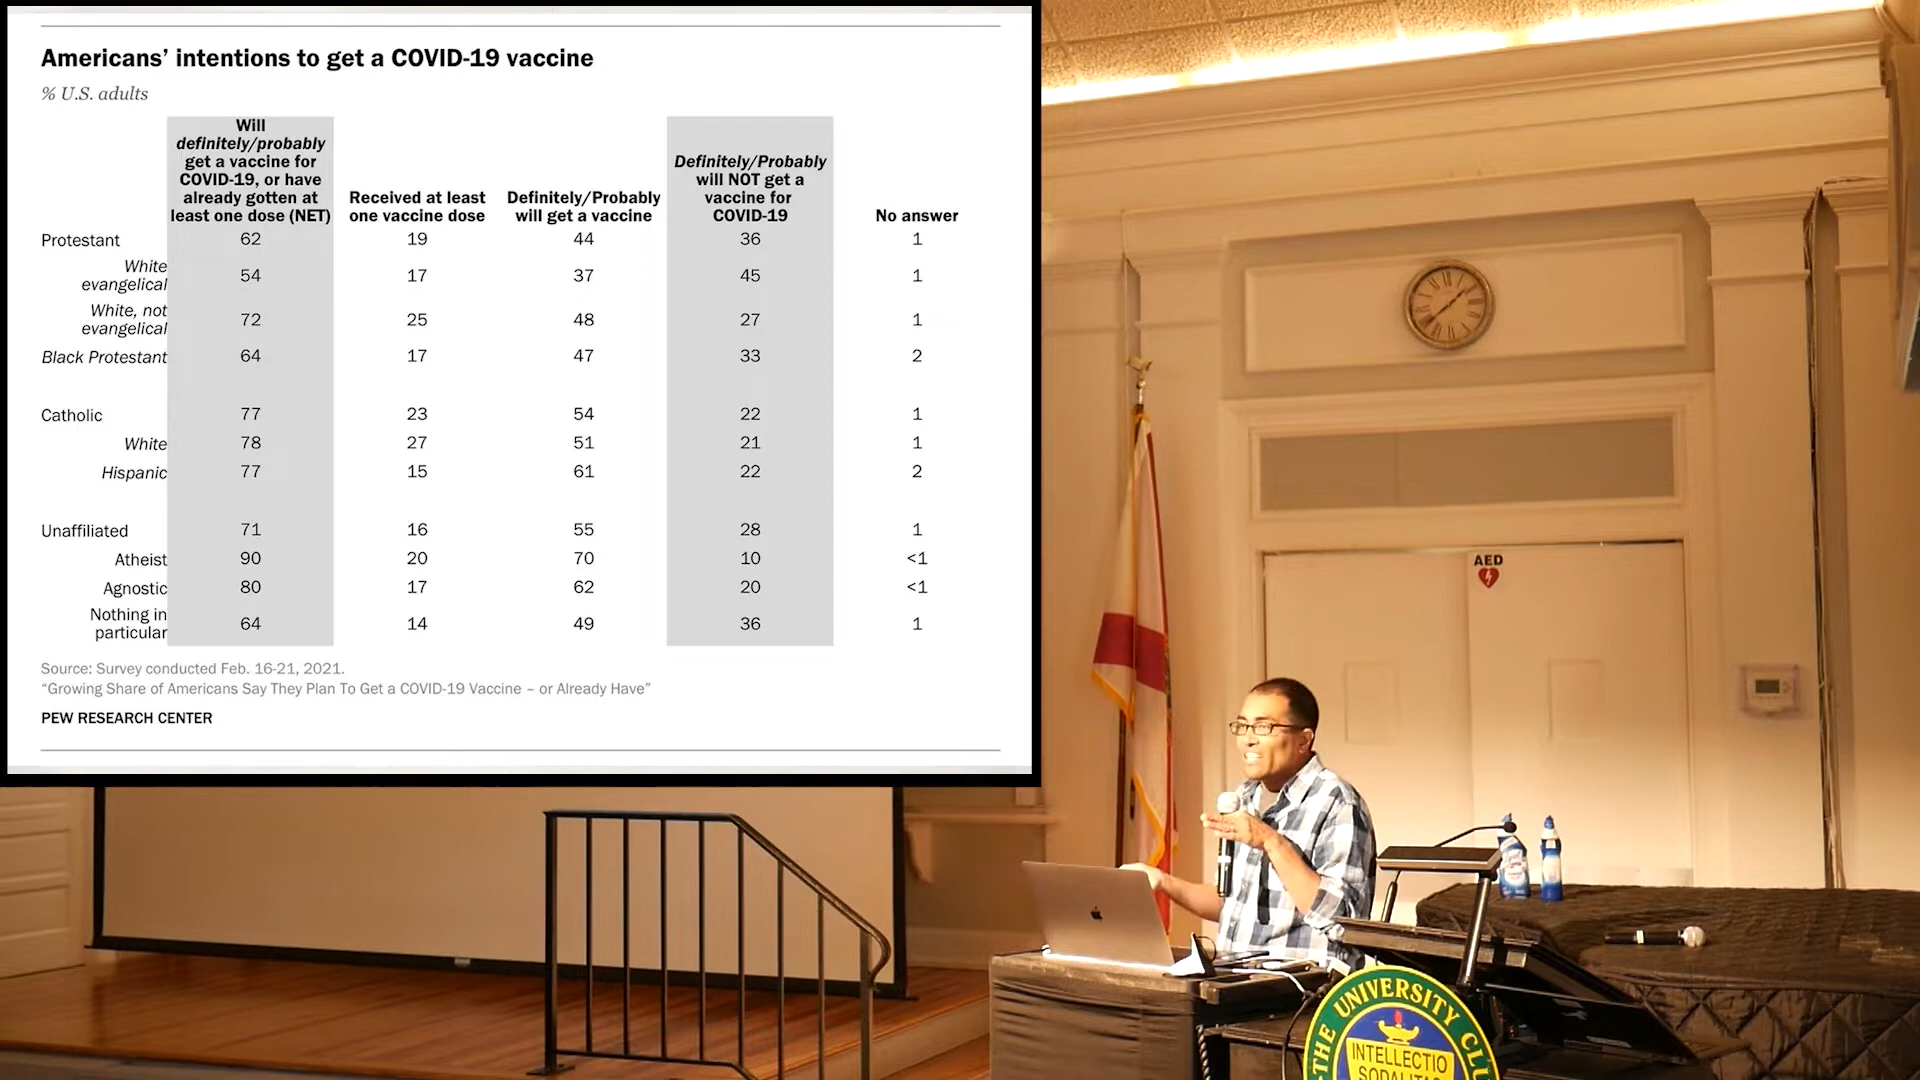 Americans’ intentions to get a COVID-19 vaccine
% U.S. adults
Will
definitely/probably
get a vaccine for
COVID-19, or have
already gotten at
least one dose (NET)
Received at least
one vaccine dose
Definitely/Probably
will get a vaccine
Definitely/Probably
will NOT get a
vaccine for
COVID-19
No answer
Protestant 62 19 44 36 1
White
evangelical 54 17 37 45 1
White, not
evangelical 72 25 48 27 1
Black Protestant 64 17 47 33 2
Catholic 77 23 54 22 1
White 78 27 51 21 1
Hispanic 77 15 61 22 2
Unaffiliated 71 16 55 28 1
Atheist 90 20 70 10 <1
Agnostic 80 17 62 20 <1
Nothing in
particular 64 14 49 36 1
Source: Survey conducted Feb. 16-21, 2021.
“Growing Share of Americans Say They Plan To Get a COVID-19 Vaccine – or Already Have”
PEW RESEARCH CENTER
AED
THE UNIVERSITY CLU
INTELLECTIO